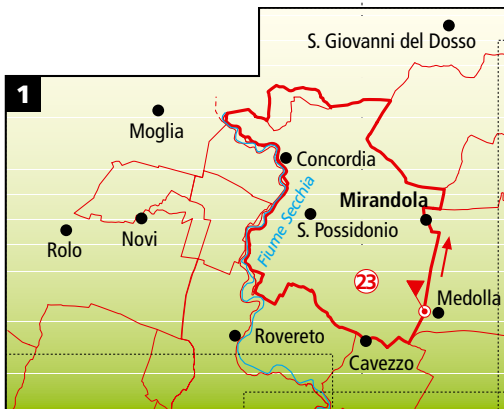 S. Giovanni del Dosso
1
Moglia
Concordia
Fiume Secchia
Mirandola
S. Possidonio
Novi
Rolo
23
Medolla
Rovereto
Cavezzo